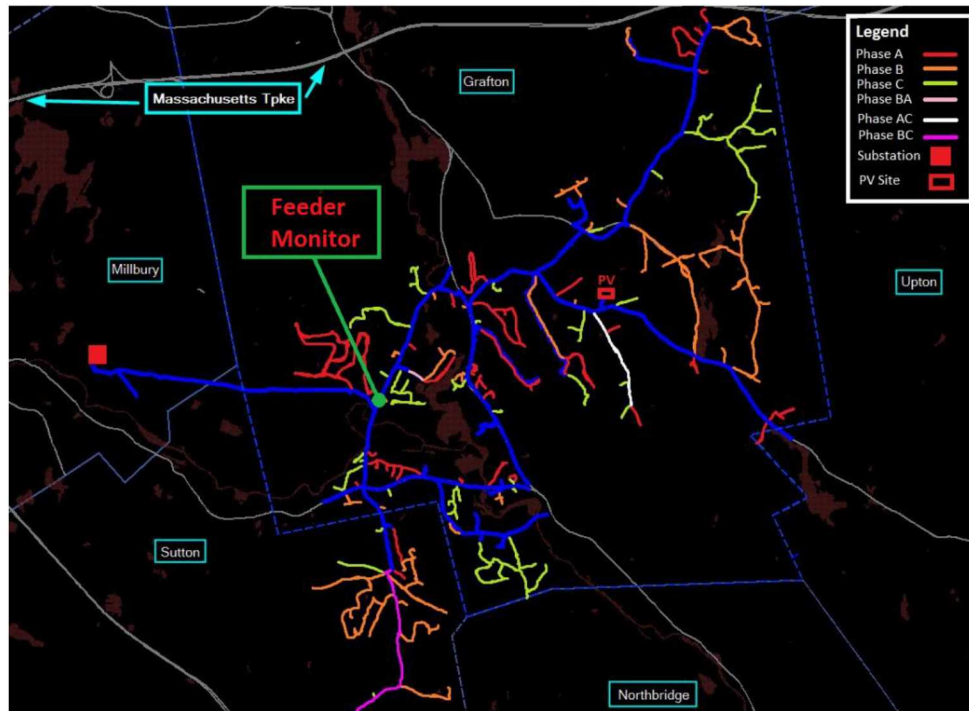 Massachusetts Tpke
Grafton
Feeder
Monitor
Millbury
PV
Upton
Sutton
Northbridge
Legend
Phase A
Phase B
Phase C
Phase BA
Phase AC
Phase BC
Substation
PV Site